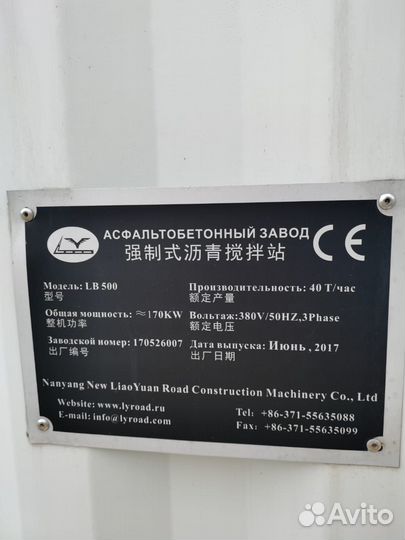 АСФАЛЬТОБЕТОННЫЙ ЗАВОД CE
强制式沥青搅拌站
Модель: LB 500 Производительность: 40 Т/час
型号 额定产量
Общая мощность: ≈170KW Вольтаж:380V/50HZ,3Phase
整机功率 额定电压
Заводской номер: 170526007 Дата выпуска: Июнь , 2017
出厂编号 出厂日期
Nanyang New LiaoYuan Road Construction Machinery Co., Ltd
Website: www.lyroad.ru Tel: +86-371-55635088
E-mail: info@lyroad.com Fax: +86-371-55635099
Avito